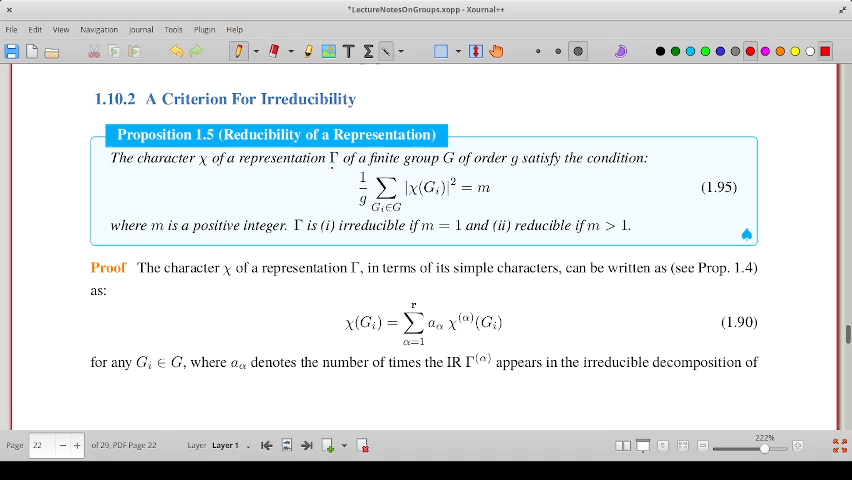 *LectureNotesOnGroups.xopp - Xournal++
File Edit View Navigation Journal Tools Plugin Help
1.10.2 A Criterion For Irreducibility
Proposition 1.5 (Reducibility of a Representation)
The character χ of a representation Γ of a finite group G of order g satisfy the condition:
1/g ∑_{G_i∈G} |χ(G_i)|² = m (1.95)
where m is a positive integer. Γ is (i) irreducible if m = 1 and (ii) reducible if m > 1.
Proof The character χ of a representation Γ, in terms of its simple characters, can be written as (see Prop. 1.4)
as:
χ(G_i) = ∑_{α=1}^{r} a_α χ^{(α)}(G_i) (1.90)
for any G_i ∈ G, where a_α denotes the number of times the IR Γ^{(α)} appears in the irreducible decomposition of
Page 22 of 29, PDF Page 22 Layer Layer 1 222%